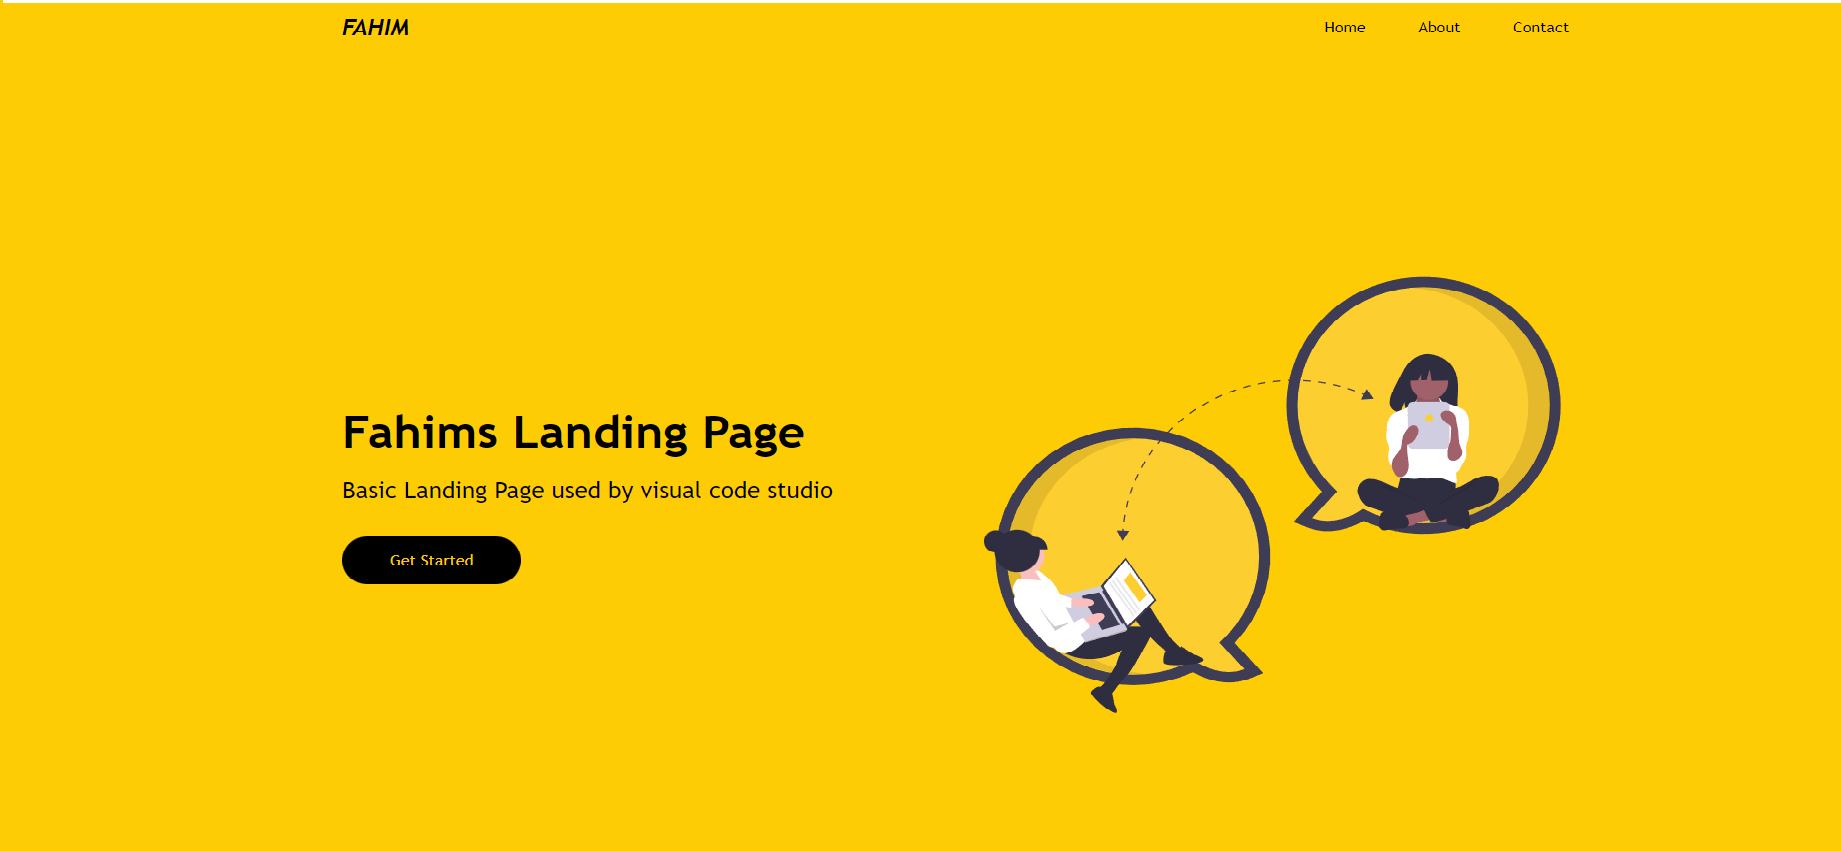 FAHIM
Home About Contact
Fahims Landing Page
Basic Landing Page used by visual code studio
Get Started